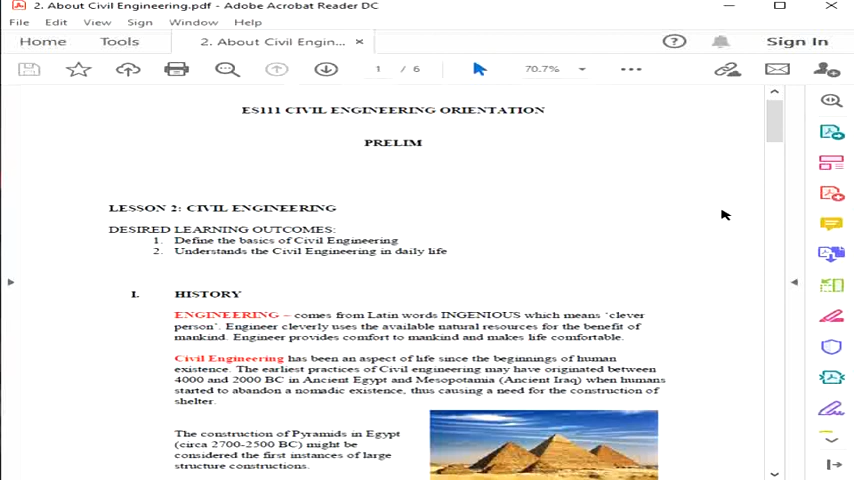 2. About Civil Engineering.pdf - Adobe Acrobat Reader DC
File Edit View Sign Window Help
Home Tools 2. About Civil Engin... × Sign In
1 / 6 70.7%
ES111 CIVIL ENGINEERING ORIENTATION
PRELIM
LESSON 2: CIVIL ENGINEERING
DESIRED LEARNING OUTCOMES:
1. Define the basics of Civil Engineering
2. Understands the Civil Engineering in daily life
I. HISTORY
ENGINEERING – comes from Latin words INGENIOUS which means ‘clever
person’. Engineer cleverly uses the available natural resources for the benefit of
mankind. Engineer provides comfort to mankind and makes life comfortable.
Civil Engineering has been an aspect of life since the beginnings of human
existence. The earliest practices of Civil engineering may have originated between
4000 and 2000 BC in Ancient Egypt and Mesopotamia (Ancient Iraq) when humans
started to abandon a nomadic existence, thus causing a need for the construction of
shelter.
The construction of Pyramids in Egypt
(circa 2700-2500 BC) might be
considered the first instances of large
structure constructions.